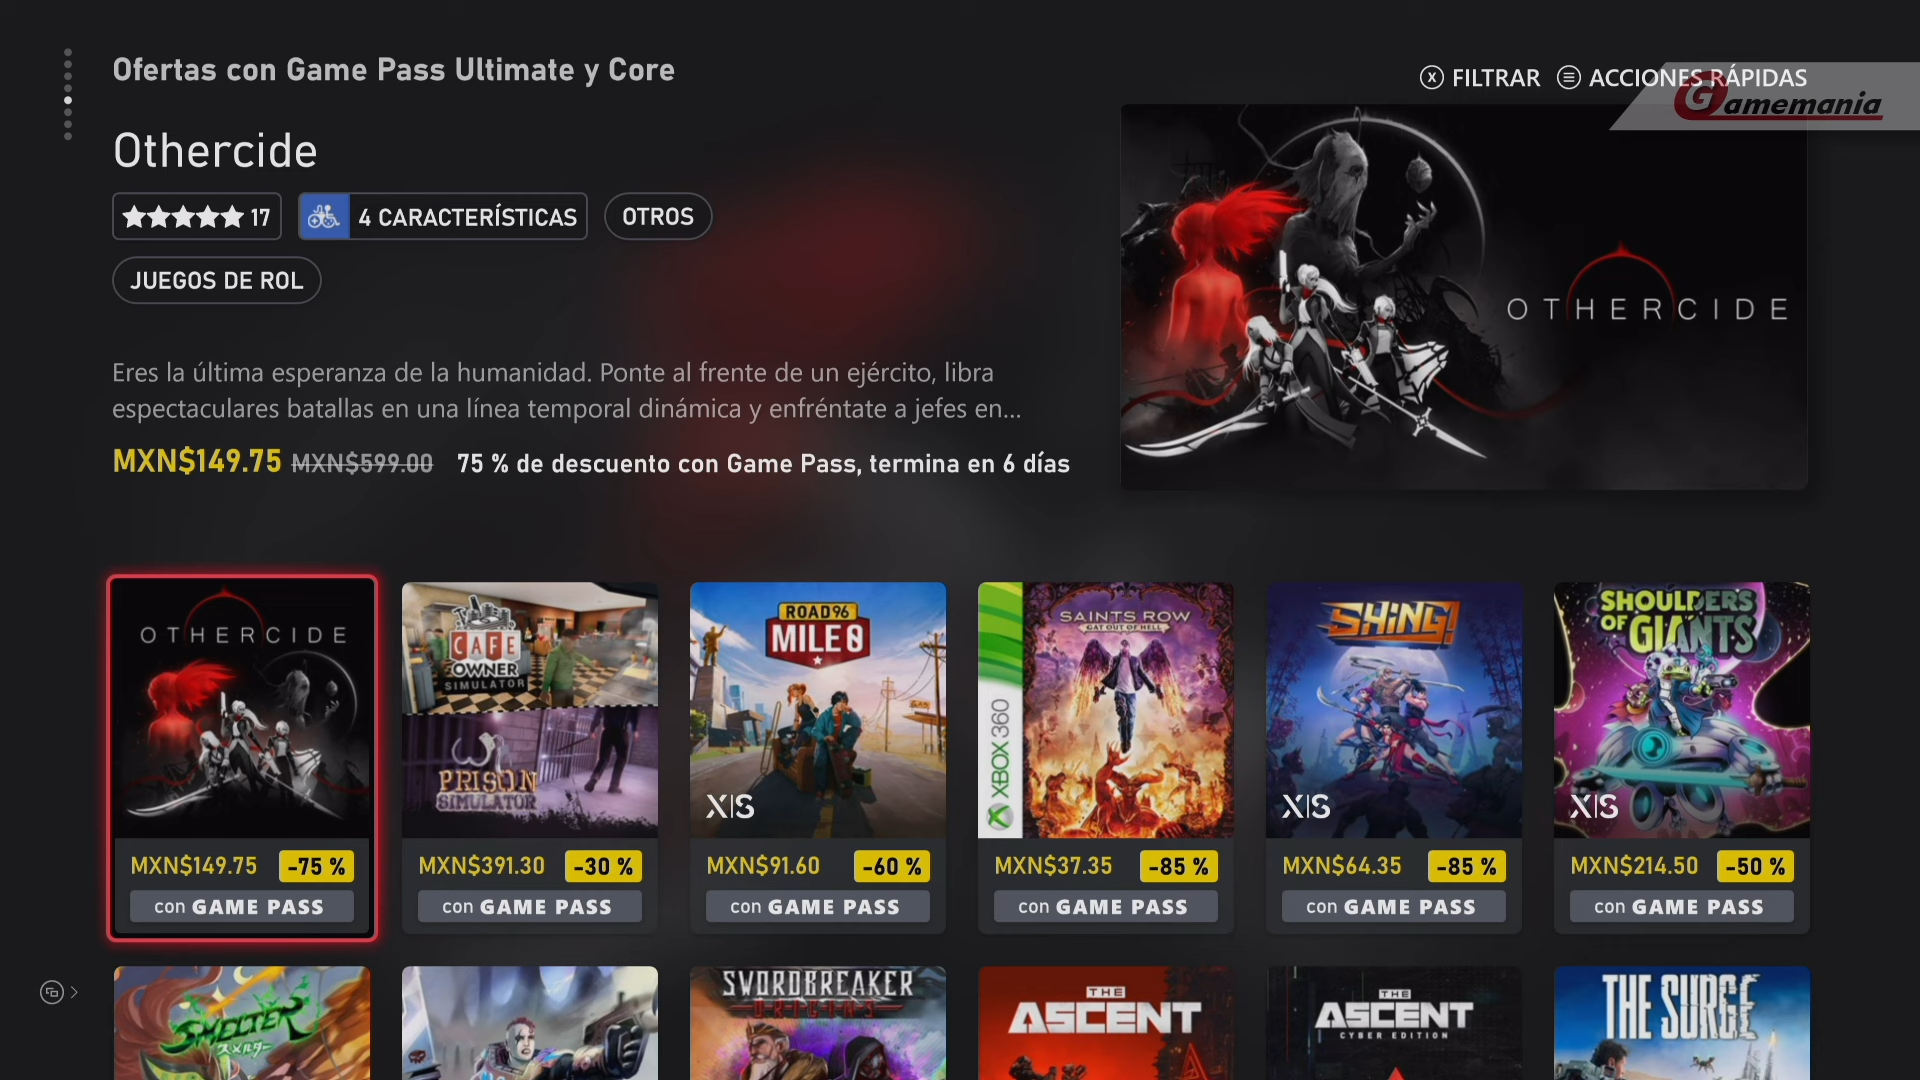 Ofertas con Game Pass Ultimate y Core
FILTRAR
ACCIONES RÁPIDAS
Gamemania
Othercide
17
4 CARACTERÍSTICAS
OTROS
JUEGOS DE ROL
Eres la última esperanza de la humanidad. Ponte al frente de un ejército, libra
espectaculares batallas en una línea temporal dinámica y enfréntate a jefes en...
MXN$149.75 MXN$599.00 75 % de descuento con Game Pass, termina en 6 días
OTHERCIDE
OTHERCIDE
CAFE
OWNER
SIMULATOR
PRISON
SIMULATOR
ROAD 96
MILE 0
X|S
SAINTS ROW
GAT OUT OF HELL
XBOX 360
SHING!
X|S
SHOULDERS
OF GIANTS
X|S
MXN$149.75 -75 %
con GAME PASS
MXN$391.30 -30 %
con GAME PASS
MXN$91.60 -60 %
con GAME PASS
MXN$37.35 -85 %
con GAME PASS
MXN$64.35 -85 %
con GAME PASS
MXN$214.50 -50 %
con GAME PASS
SMELTER
スメルター
SWORDBREAKER
ORIGINS
THE
ASCENT
THE
ASCENT
CYBER EDITION
THE SURGE